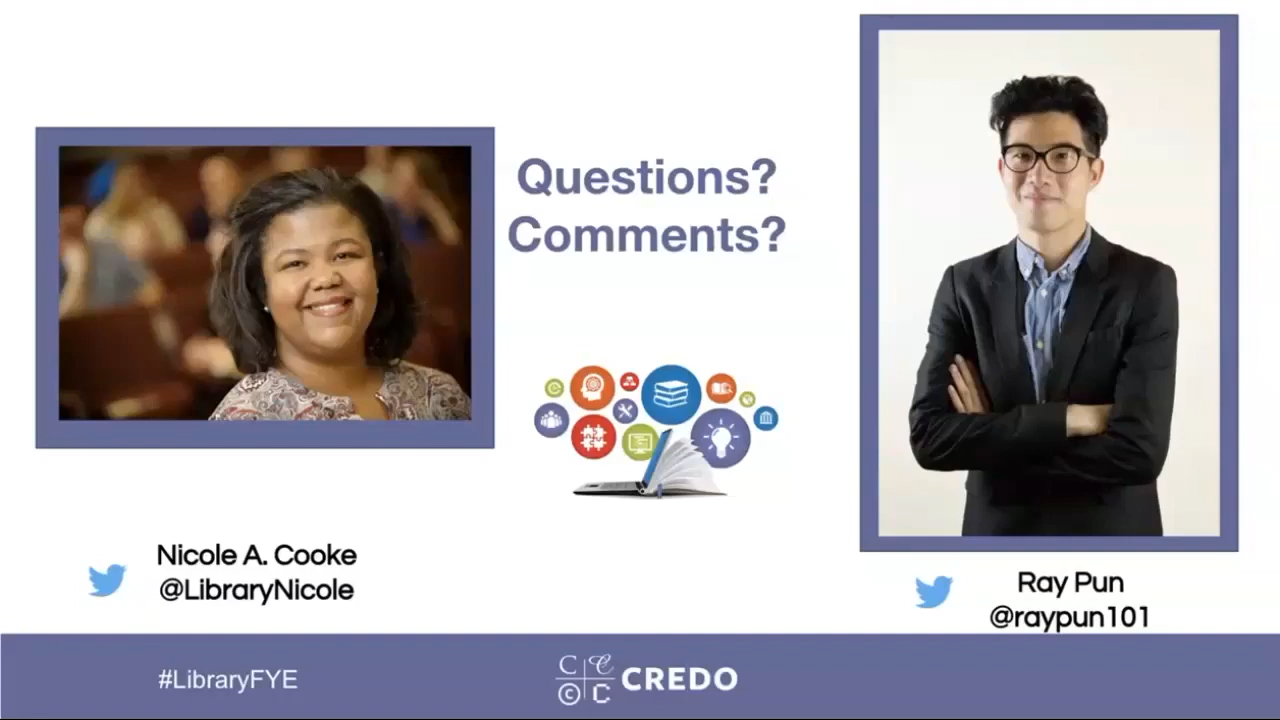 Questions?
Comments?
Nicole A. Cooke
@LibraryNicole
Ray Pun
@raypun101
#LibraryFYE
C C
© C
CREDO